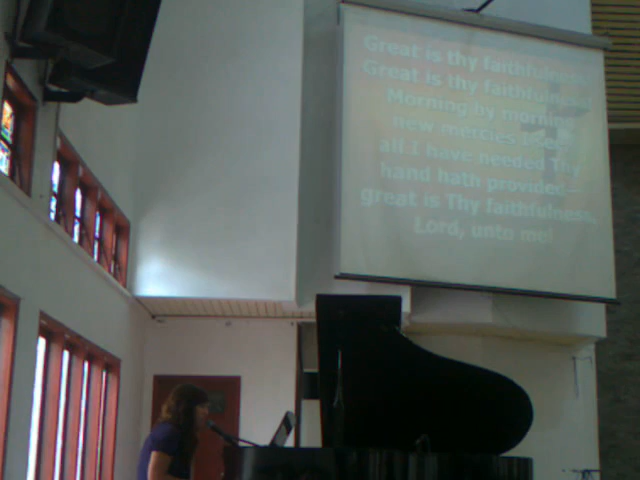 Great is thy faithfulness
Great is thy faithfulness
Morning by morning
new mercies I see
all I have needed Thy
hand hath provided
great is Thy faithfulness,
Lord, unto me!